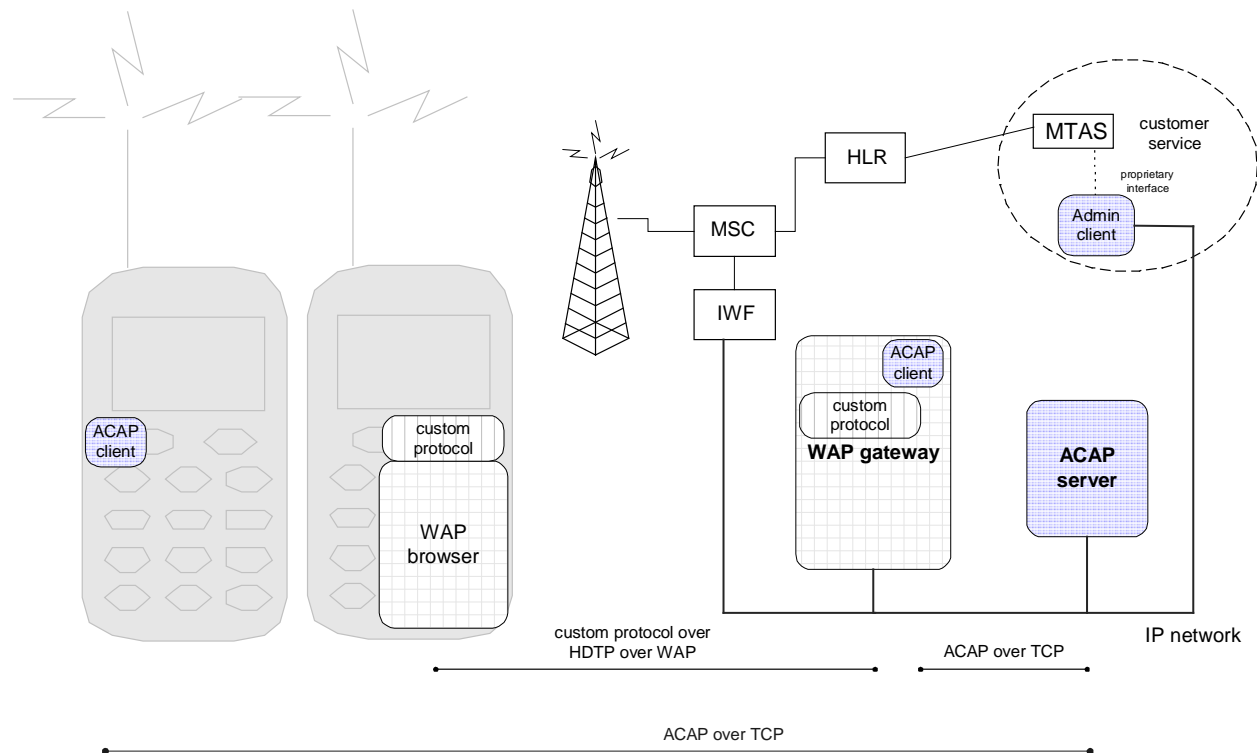 MTAS
customer
service
HLR
proprietary
interface
MSC
Admin
client
IWF
ACAP
client
custom
protocol
WAP gateway
ACAP
client
custom
protocol
ACAP
server
WAP
browser
custom protocol over
HDTP over WAP
IP network
ACAP over TCP
ACAP over TCP